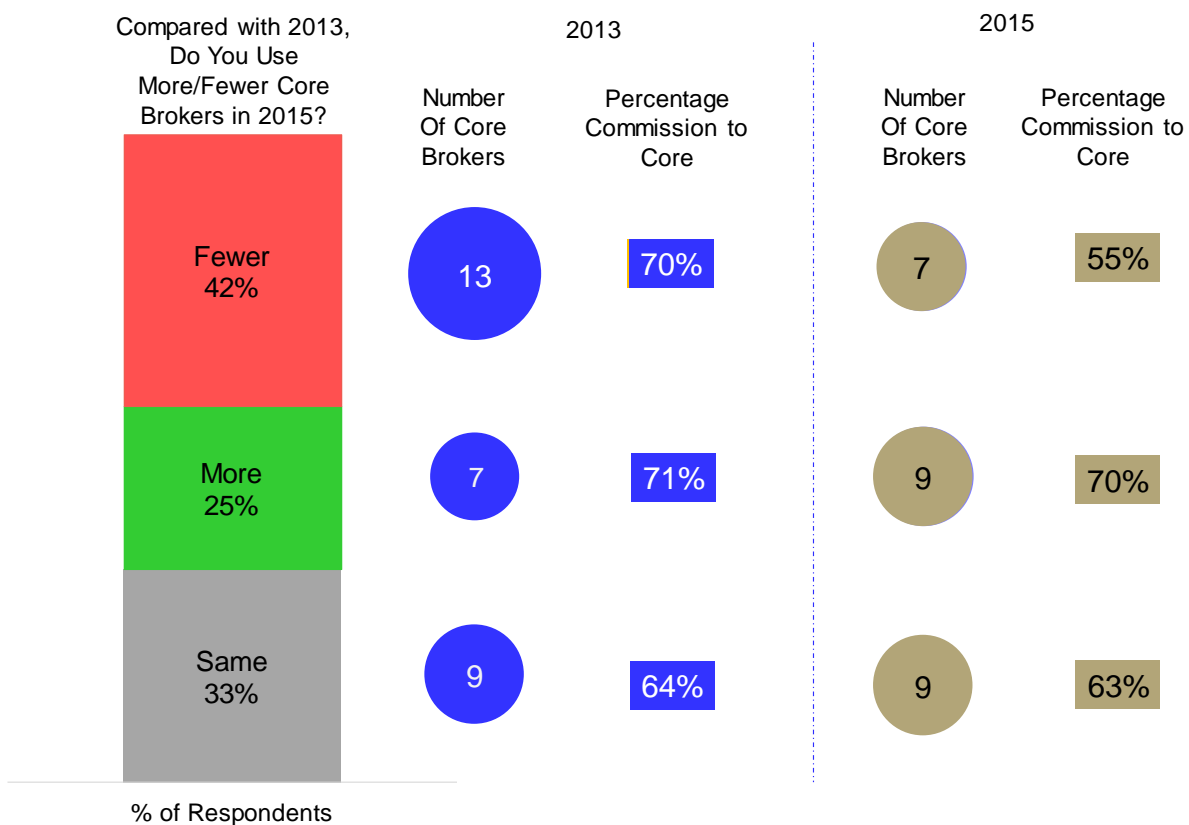 Compared with 2013,
Do You Use
More/Fewer Core
Brokers in 2015?
2013
2015
Number
Of Core
Brokers
Percentage
Commission to
Core
Number
Of Core
Brokers
Percentage
Commission to
Core
Fewer
42%
13
70%
7
55%
More
25%
7
71%
9
70%
Same
33%
9
64%
9
63%
% of Respondents